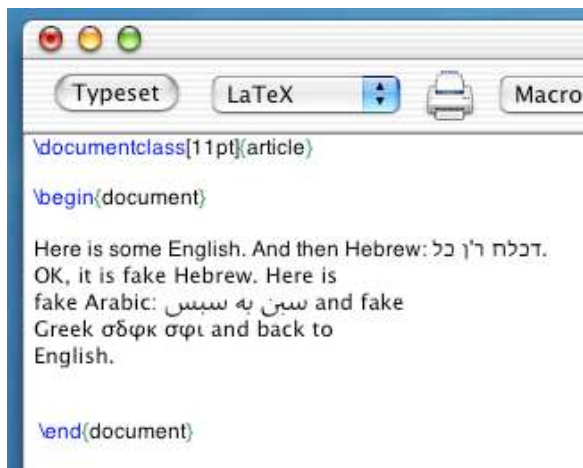 Typeset LaTeX Macro
\documentclass[11pt]{article}
\begin{document}
Here is some English. And then Hebrew: דכלח ר'ן כל.
OK, it is fake Hebrew. Here is
fake Arabic: سبن به سبس and fake
Greek σδφκ σφι and back to
English.
\end{document}